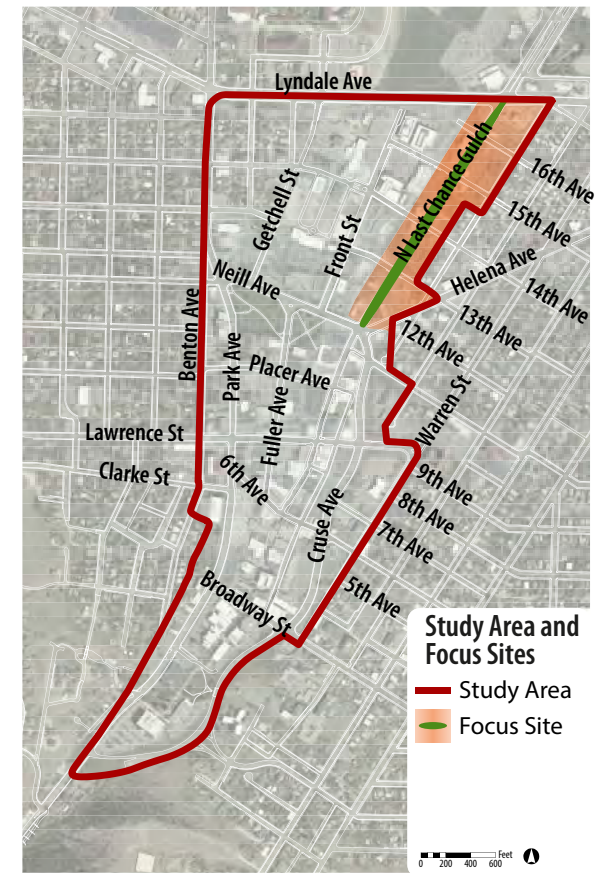 Lyndale Ave
N Last Chance Gulch
16th Ave
15th Ave
Getchell St
Front St
Helena Ave
14th Ave
Neill Ave
13th Ave
Benton Ave
12th Ave
Park Ave
Placer Ave
Fuller Ave
Warren St
Lawrence St
Clarke St
6th Ave
9th Ave
8th Ave
Cruse Ave
7th Ave
5th Ave
Broadway St
Study Area and
Focus Sites
Study Area
Focus Site
Feet
0 200 400 600